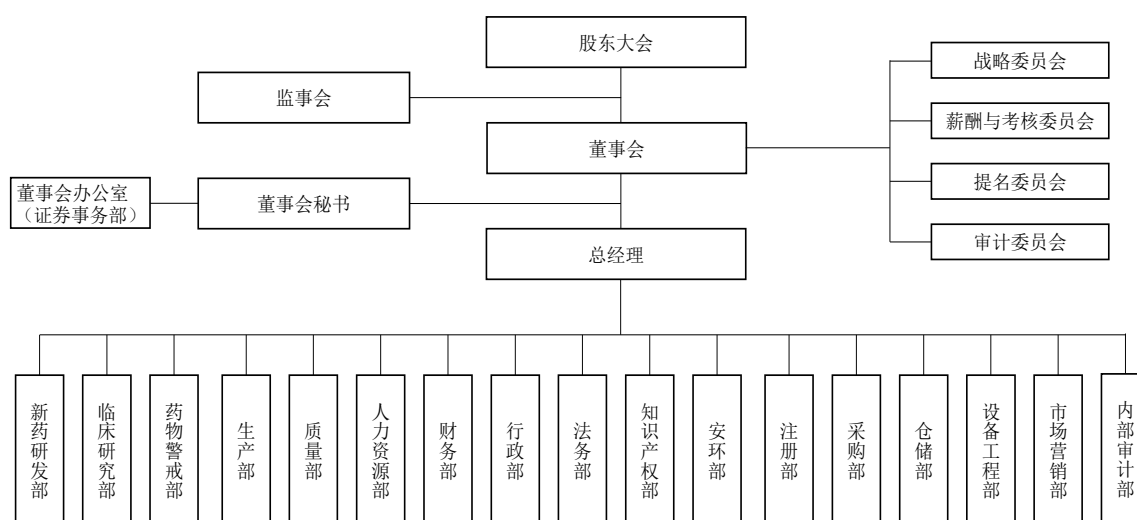 股东大会
战略委员会
监事会
薪酬与考核委员会
董事会
提名委员会
董事会办公室
（证券事务部）
董事会秘书
审计委员会
总经理
新药研发部
临床研究部
药物警戒部
生产部
质量部
人力资源部
财务部
行政部
法务部
知识产权部
安环部
注册部
采购部
仓储部
设备工程部
市场营销部
内部审计部